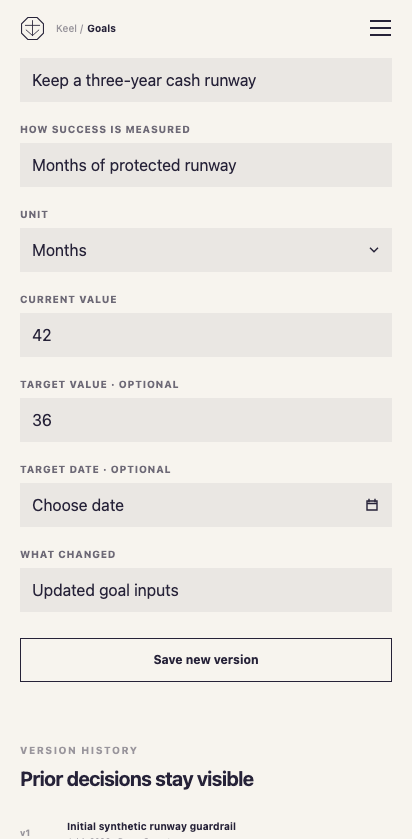 Keel / Goals
Keep a three-year cash runway
HOW SUCCESS IS MEASURED
Months of protected runway
UNIT
Months
CURRENT VALUE
42
TARGET VALUE · OPTIONAL
36
TARGET DATE · OPTIONAL
Choose date
WHAT CHANGED
Updated goal inputs
Save new version
VERSION HISTORY
Prior decisions stay visible
Initial synthetic runway guardrail
v1